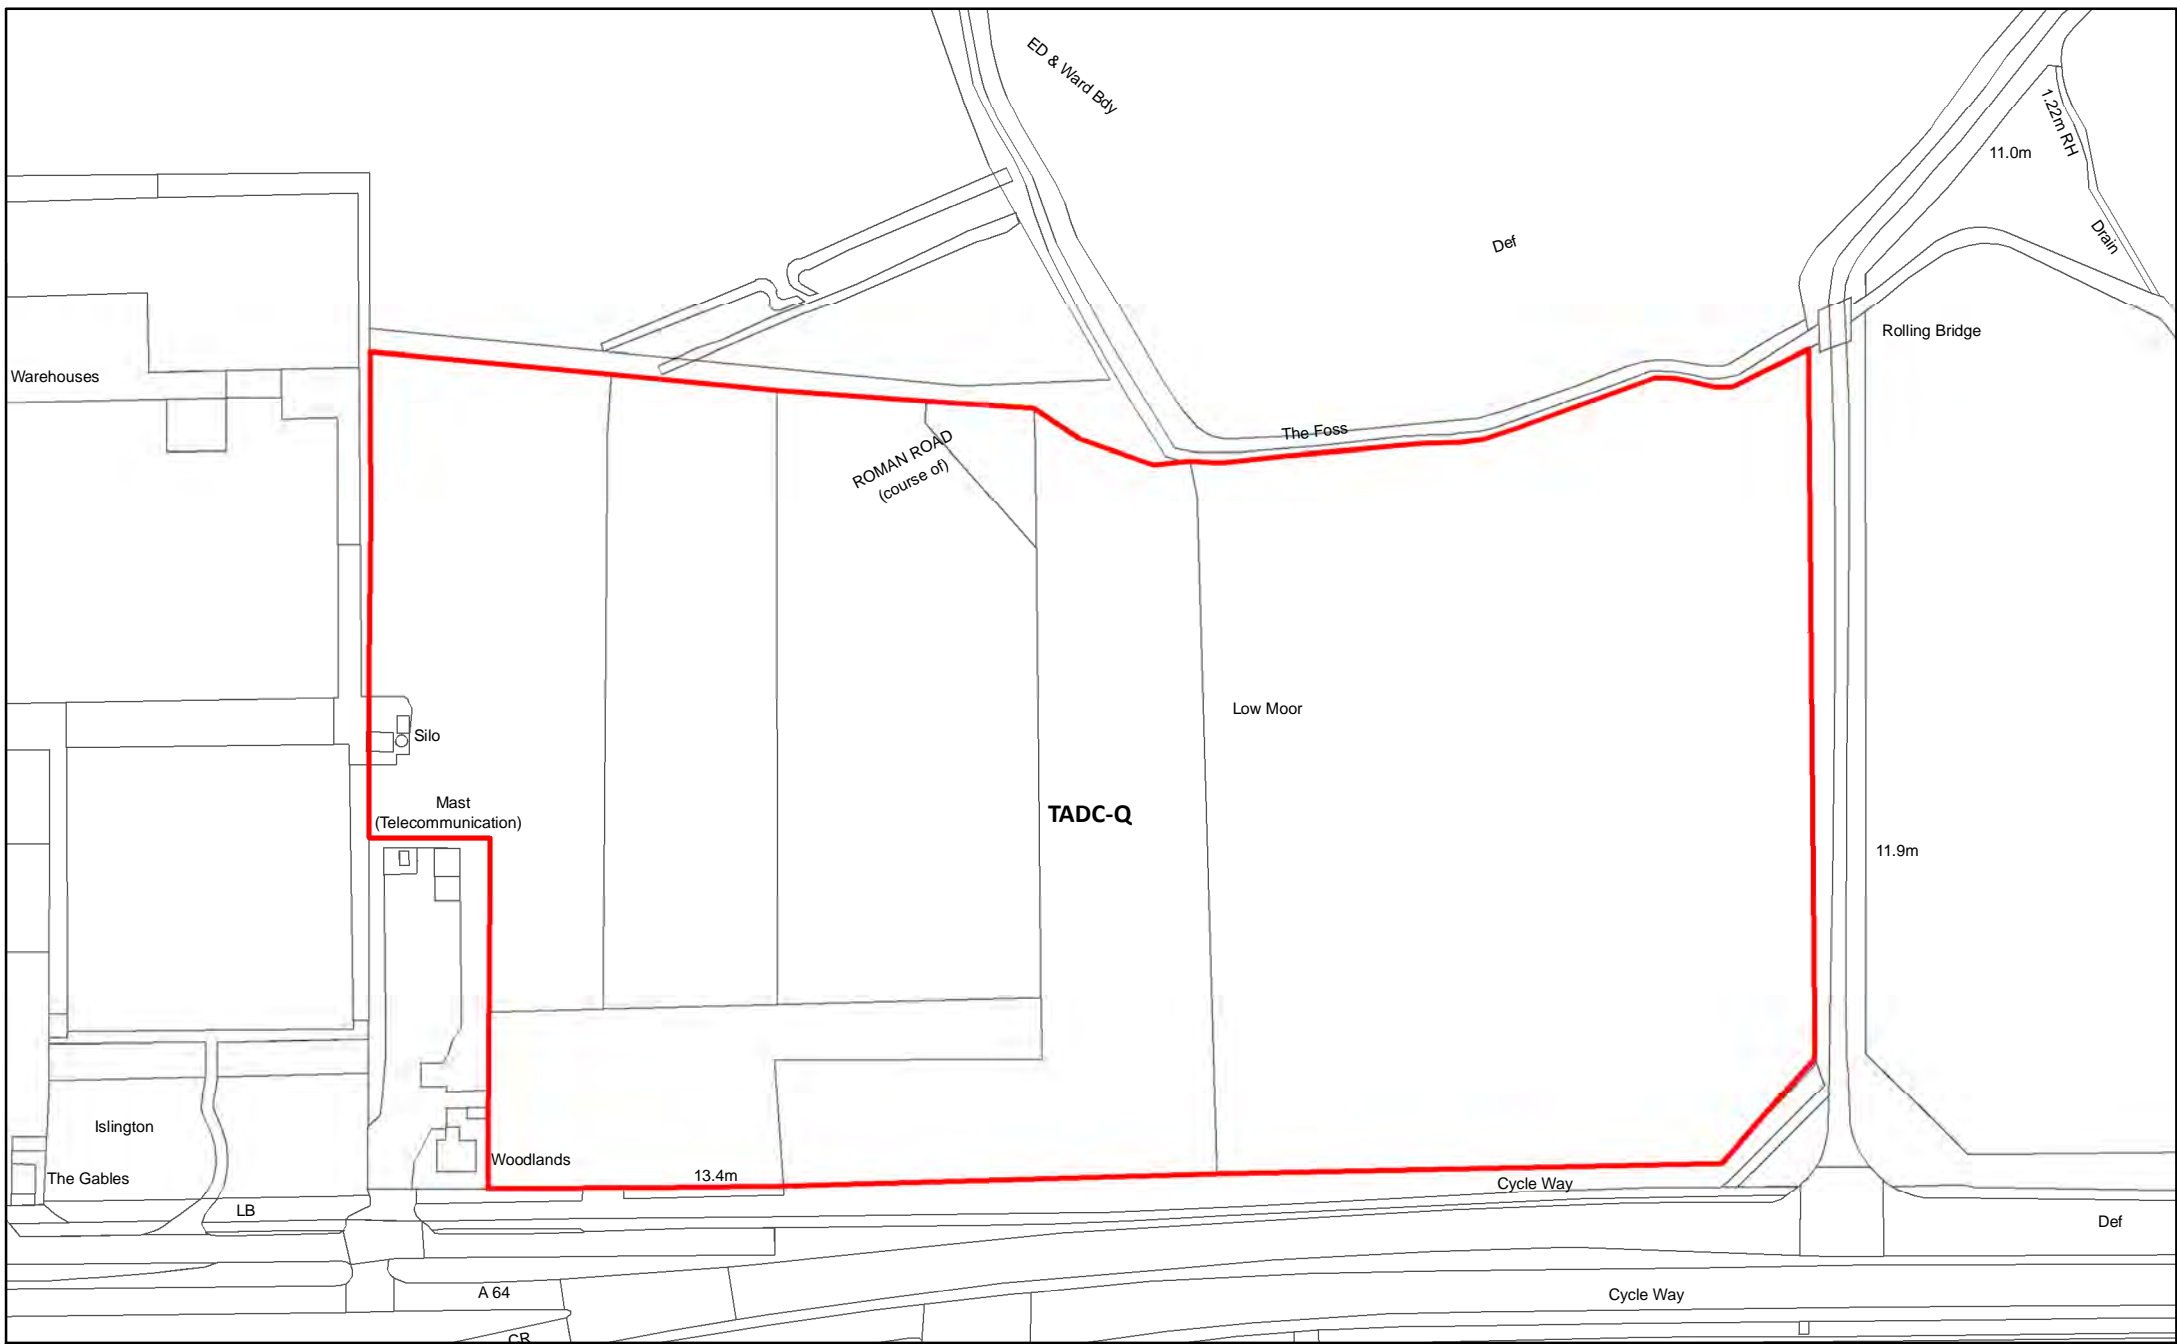 ED & Ward Bdy
1.22m RH
11.0m
Def
Drain
Rolling Bridge
Warehouses
The Foss
ROMAN ROAD
(course of)
Low Moor
Silo
Mast
(Telecommunication)
TADC-Q
11.9m
Islington
Woodlands
The Gables
13.4m
Cycle Way
LB
Def
A 64
Cycle Way
CR